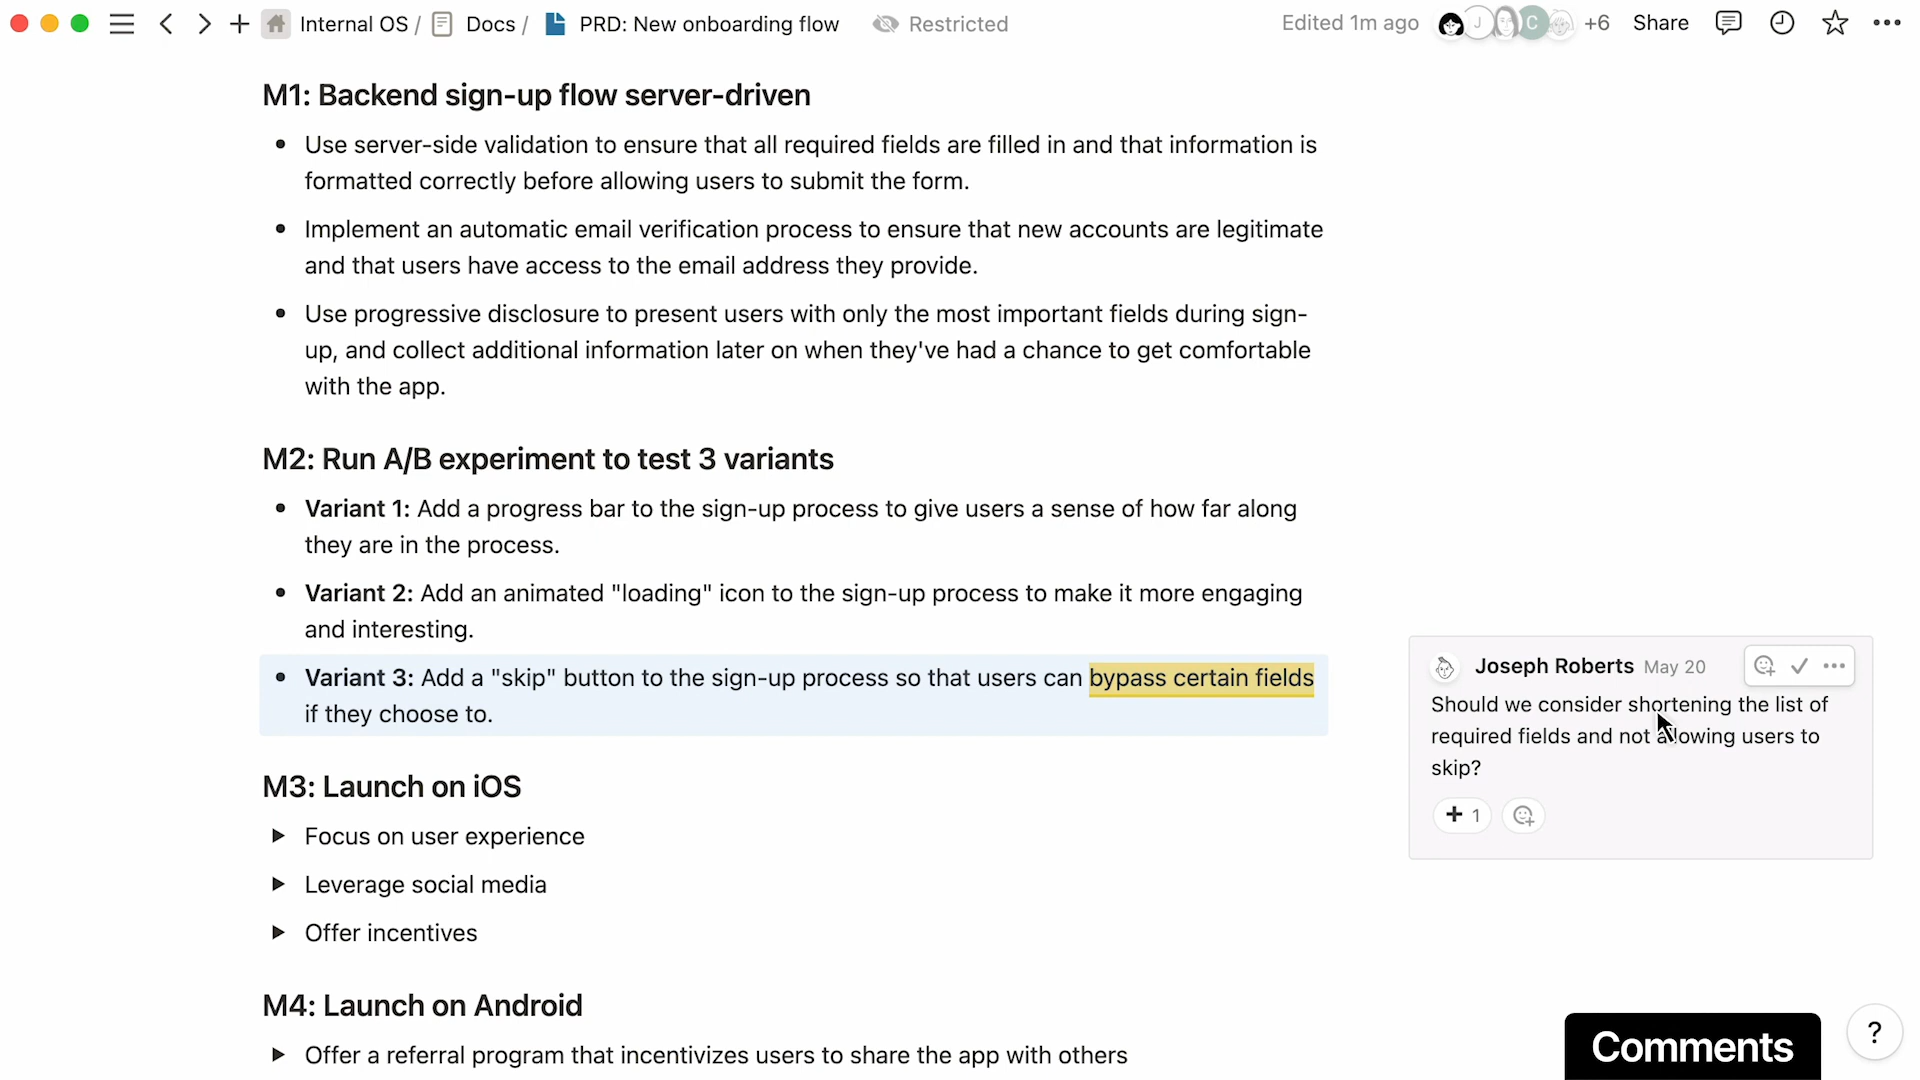 Internal OS / Docs / PRD: New onboarding flow Restricted Edited 1m ago J C +6 Share
M1: Backend sign-up flow server-driven
• Use server-side validation to ensure that all required fields are filled in and that information is
formatted correctly before allowing users to submit the form.
• Implement an automatic email verification process to ensure that new accounts are legitimate
and that users have access to the email address they provide.
• Use progressive disclosure to present users with only the most important fields during sign-
up, and collect additional information later on when they've had a chance to get comfortable
with the app.
M2: Run A/B experiment to test 3 variants
• Variant 1: Add a progress bar to the sign-up process to give users a sense of how far along
they are in the process.
• Variant 2: Add an animated "loading" icon to the sign-up process to make it more engaging
and interesting.
• Variant 3: Add a "skip" button to the sign-up process so that users can bypass certain fields
if they choose to.
Joseph Roberts May 20
Should we consider shortening the list of
required fields and not allowing users to
skip?
+ 1
M3: Launch on iOS
Focus on user experience
Leverage social media
Offer incentives
M4: Launch on Android
Offer a referral program that incentivizes users to share the app with others
Comments
?